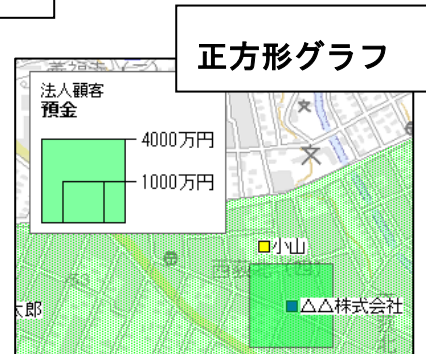 正方形グラフ
法人顧客
預金
4000万円
1000万円
小山
太郎
△△株式会社